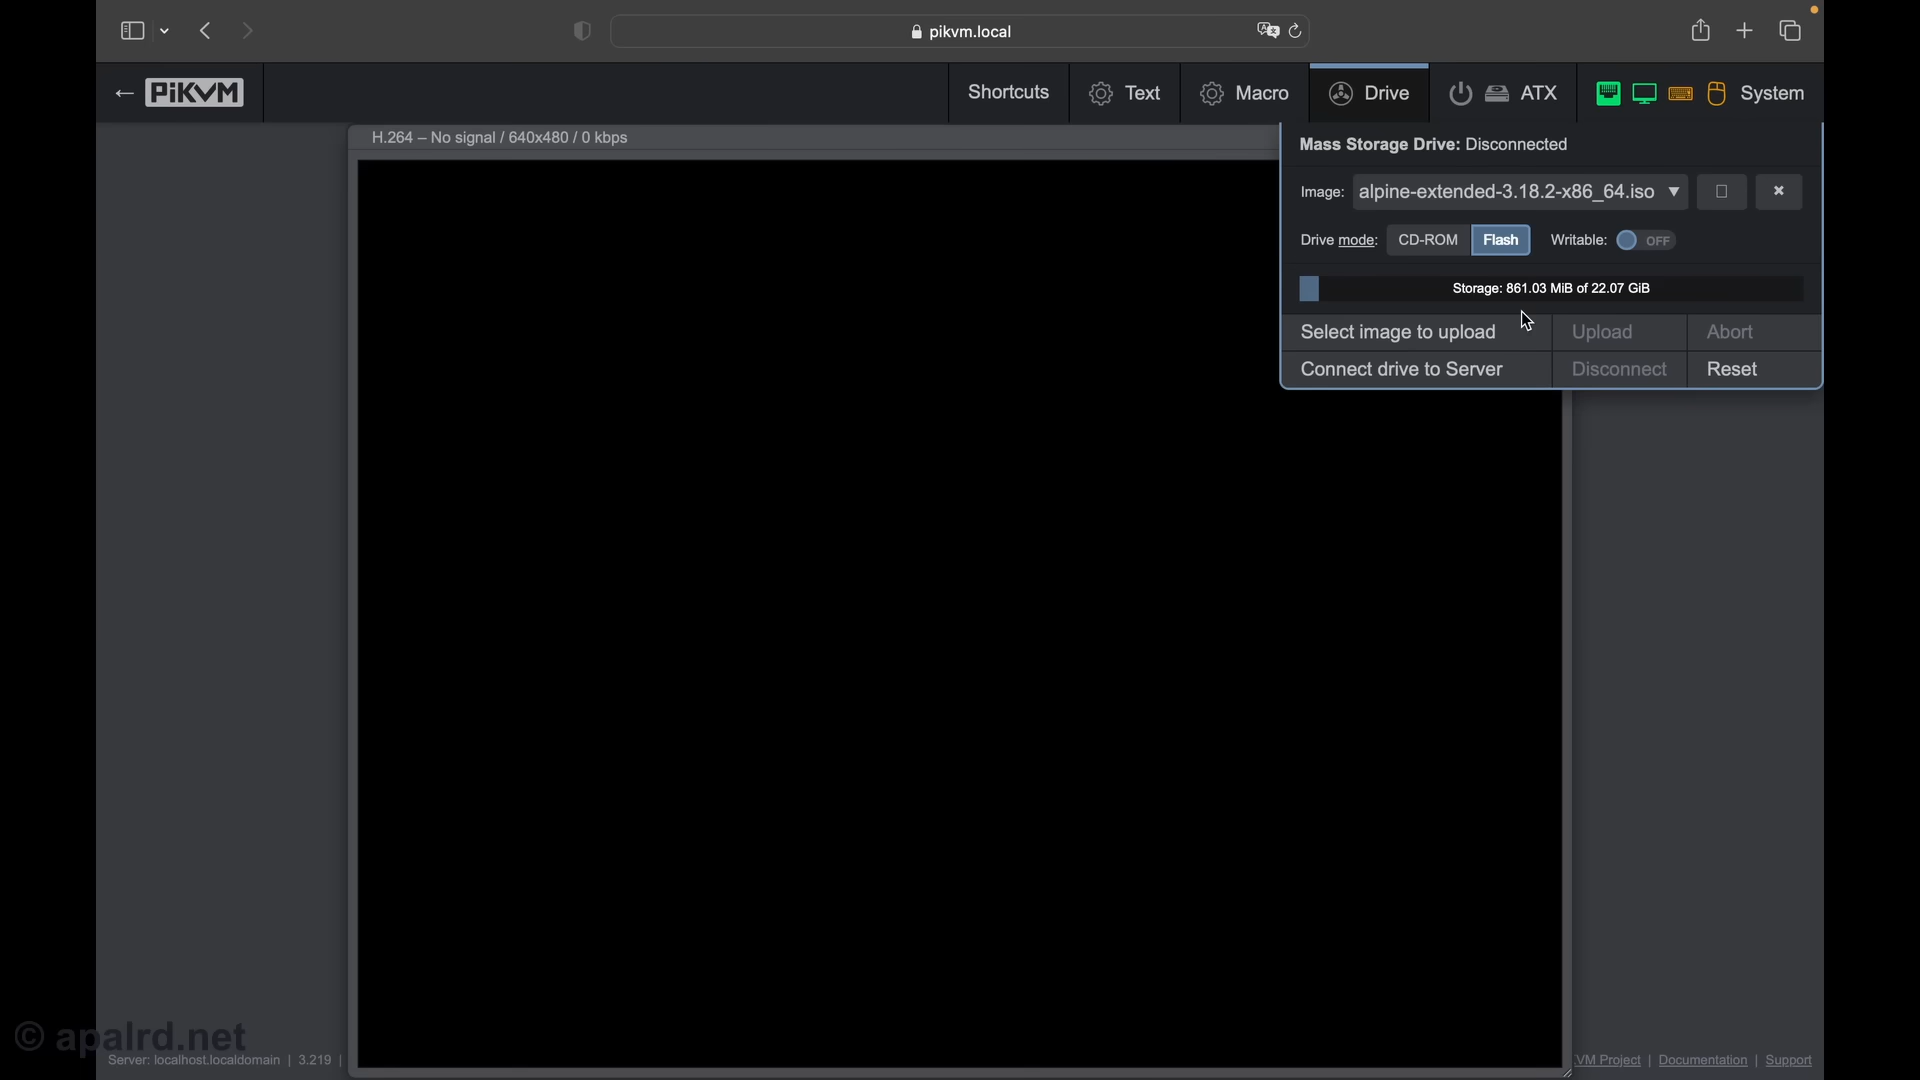 pikvm.local
← PiKVM
Shortcuts
Text
Macro
Drive
ATX
System
H.264 – No signal / 640x480 / 0 kbps
Mass Storage Drive: Disconnected
Image: alpine-extended-3.18.2-x86_64.iso ▼
Drive mode: CD-ROM Flash Writable: OFF
Storage: 861.03 MiB of 22.07 GiB
Select image to upload Upload Abort
Connect drive to Server Disconnect Reset
© apalrd.net
Server: localhost.localdomain | 3.219 |
VM Project | Documentation | Support